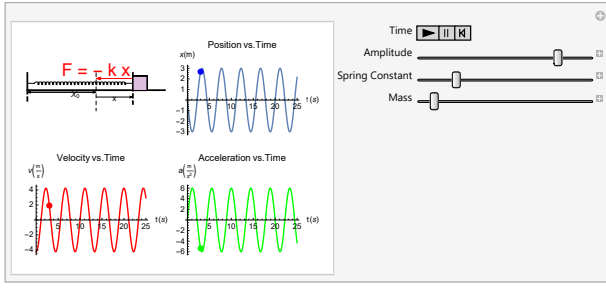 F = - k x
x₀
x
Position vs.Time
x(m)
3
2
1
-1
-2
-3
5 10 15 20 25
t (s)
Velocity vs.Time
v(m/s)
4
2
-2
-4
5 10 15 20 25
t (s)
Acceleration vs.Time
a(m/s²)
6
4
2
-2
-4
-6
5 10 15 20 25
t (s)
Time
Amplitude
Spring Constant
Mass